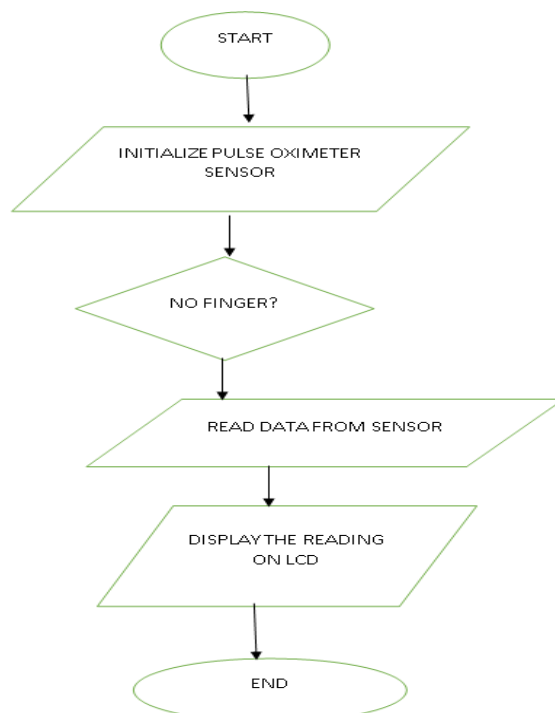 START
INITIALIZE PULSE OXIMETER
SENSOR
NO FINGER?
READ DATA FROM SENSOR
DISPLAY THE READING
ON LCD
END